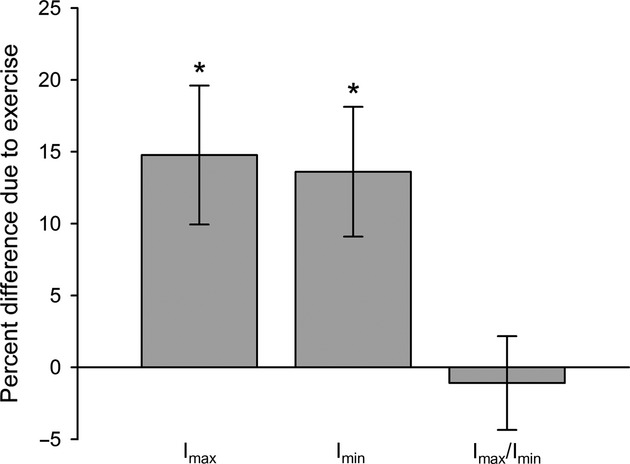 Percent difference due to exercise
25
20
15
10
5
0
−5
*
*
Imax
Imin
Imax/Imin